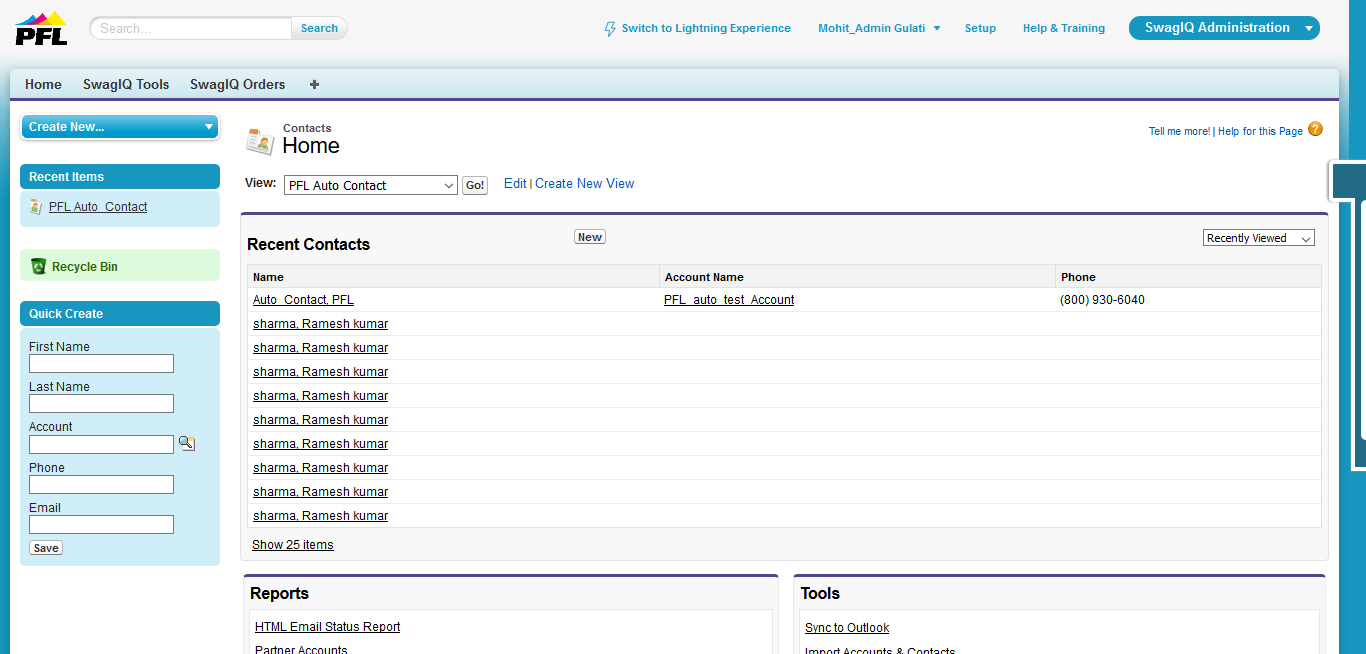 PFL
Search...
Search
Switch to Lightning Experience
Mohit_Admin Gulati
Setup
Help & Training
SwagIQ Administration
Home
SwagIQ Tools
SwagIQ Orders
+
Create New...
Recent Items
PFL Auto_Contact
Recycle Bin
Quick Create
First Name
Last Name
Account
Phone
Email
Save
Contacts
Home
Tell me more! | Help for this Page ?
View: PFL Auto Contact Go! Edit | Create New View
Recent Contacts
New
Recently Viewed
Name Account Name Phone
Auto_Contact, PFL PFL_auto_test_Account (800) 930-6040
sharma, Ramesh kumar
sharma, Ramesh kumar
sharma, Ramesh kumar
sharma, Ramesh kumar
sharma, Ramesh kumar
sharma, Ramesh kumar
sharma, Ramesh kumar
sharma, Ramesh kumar
sharma, Ramesh kumar
Show 25 items
Reports
HTML Email Status Report
Partner Accounts
Tools
Sync to Outlook
Import Accounts & Contacts